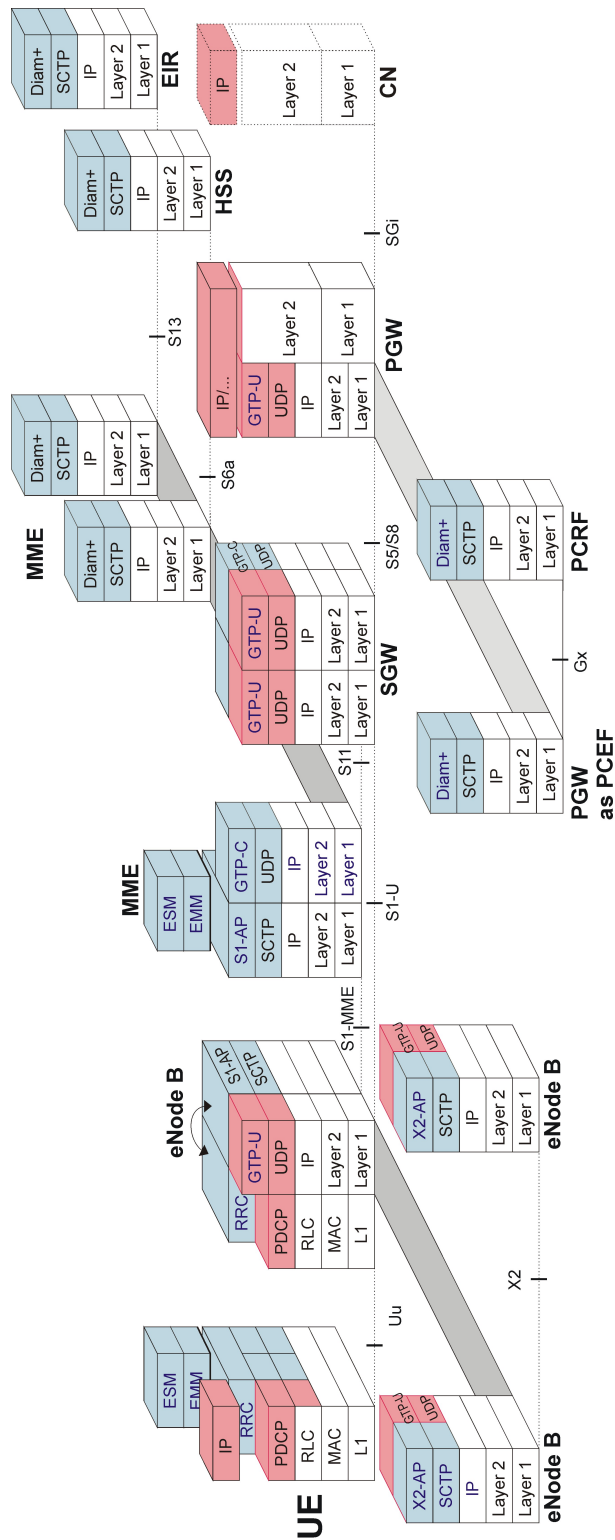 UE
ESM
EMM
IP
RRC
PDCP
RLC
MAC
L1
Uu
eNode B
RRC
S1-AP
SCTP
GTP-U
PDCP
UDP
RLC
IP
MAC
Layer 2
L1
Layer 1
S1-MME
S1-U
MME
ESM
EMM
S1-AP
GTP-C
SCTP
UDP
IP
IP
Layer 2
Layer 2
Layer 1
Layer 1
S11
SGW
GTP-U
GTP-U
GTP-C
UDP
UDP
UDP
IP
IP
Layer 2
Layer 2
Layer 1
Layer 1
S5/S8
MME
Diam+
SCTP
IP
Layer 2
Layer 1
Diam+
SCTP
IP
Layer 2
Layer 1
S6a
S13
PGW
IP/...
GTP-U
UDP
IP
Layer 2
Layer 1
Layer 2
Layer 1
SGi
HSS
Diam+
SCTP
IP
Layer 2
Layer 1
EIR
Diam+
SCTP
IP
Layer 2
Layer 1
CN
IP
Layer 2
Layer 1
eNode B
X2-AP
GTP-U
SCTP
UDP
IP
Layer 2
Layer 1
X2
eNode B
X2-AP
GTP-U
SCTP
UDP
IP
Layer 2
Layer 1
PGW
as PCEF
Diam+
SCTP
IP
Layer 2
Layer 1
Gx
PCRF
Diam+
SCTP
IP
Layer 2
Layer 1